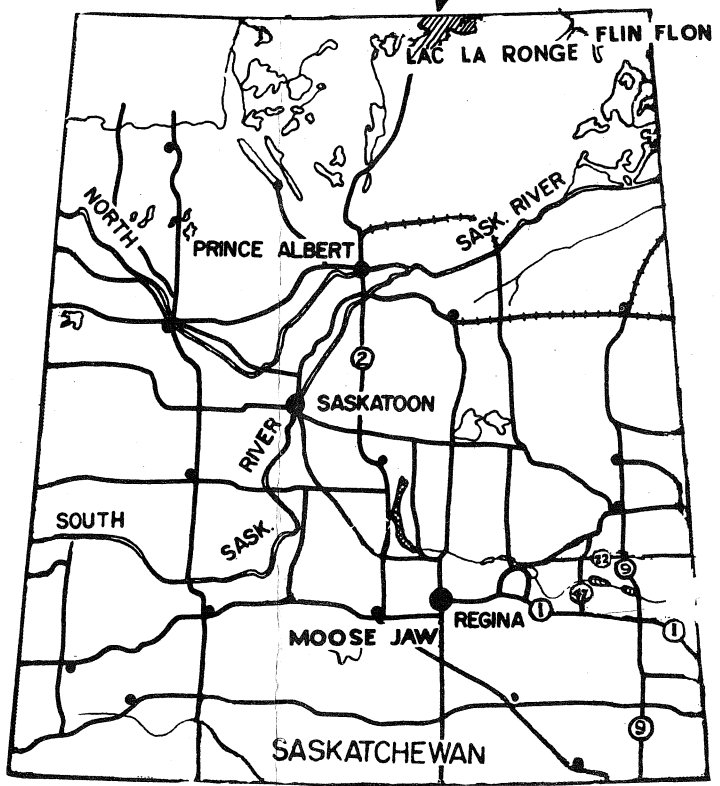 FLIN FLON
LAC LA RONGE
NORTH
SASK. RIVER
PRINCE ALBERT
2
SASKATOON
RIVER
SOUTH
SASK.
22
9
47
1
REGINA
1
MOOSE JAW
9
SASKATCHEWAN